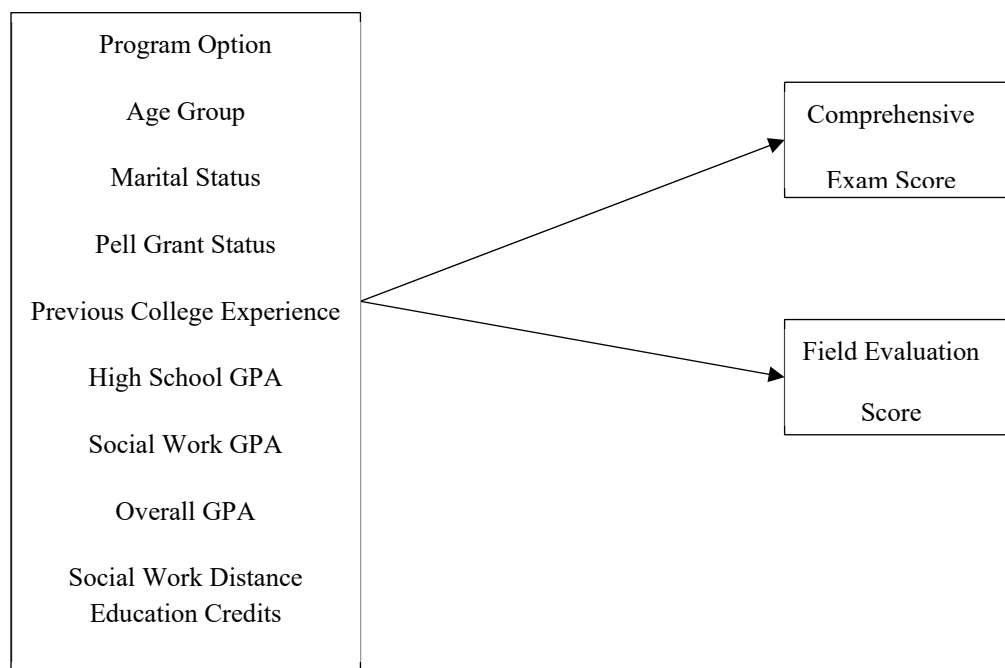 Program Option
Age Group
Marital Status
Pell Grant Status
Previous College Experience
High School GPA
Social Work GPA
Overall GPA
Social Work Distance
Education Credits
Comprehensive
Exam Score
Field Evaluation
Score